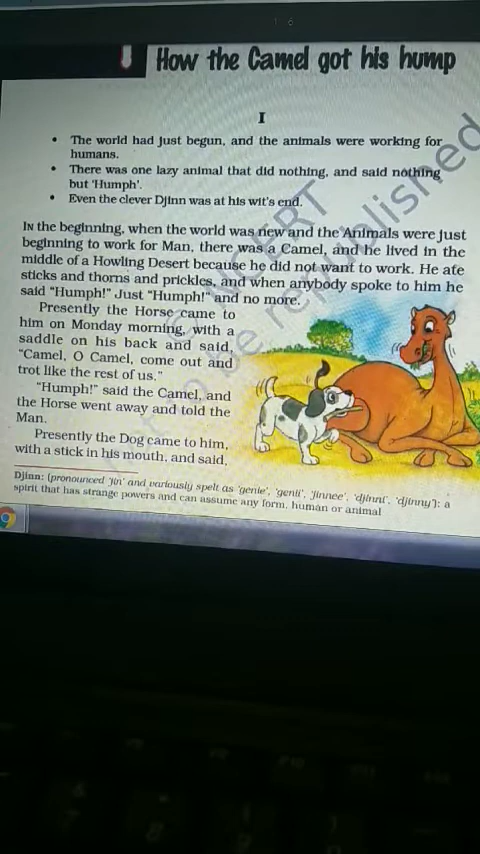 How the Camel got his hump
I
• The world had just begun, and the animals were working for
humans.
• There was one lazy animal that did nothing, and said nothing
but 'Humph'.
• Even the clever Djinn was at his wit's end.
IN the beginning, when the world was new and the Animals were just
beginning to work for Man, there was a Camel, and he lived in the
middle of a Howling Desert because he did not want to work. He ate
sticks and thorns and prickles, and when anybody spoke to him he
said "Humph!" Just "Humph!" and no more.
Presently the Horse came to
him on Monday morning, with a
saddle on his back and said,
"Camel, O Camel, come out and
trot like the rest of us."
"Humph!" said the Camel, and
the Horse went away and told the
Man.
Presently the Dog came to him,
with a stick in his mouth, and said,
Djinn: (pronounced 'jin' and variously spelt as 'genie', 'genii', 'jinnee', 'djinni', 'djinny'): a
spirit that has strange powers and can assume any form, human or animal
NCERT
be republished